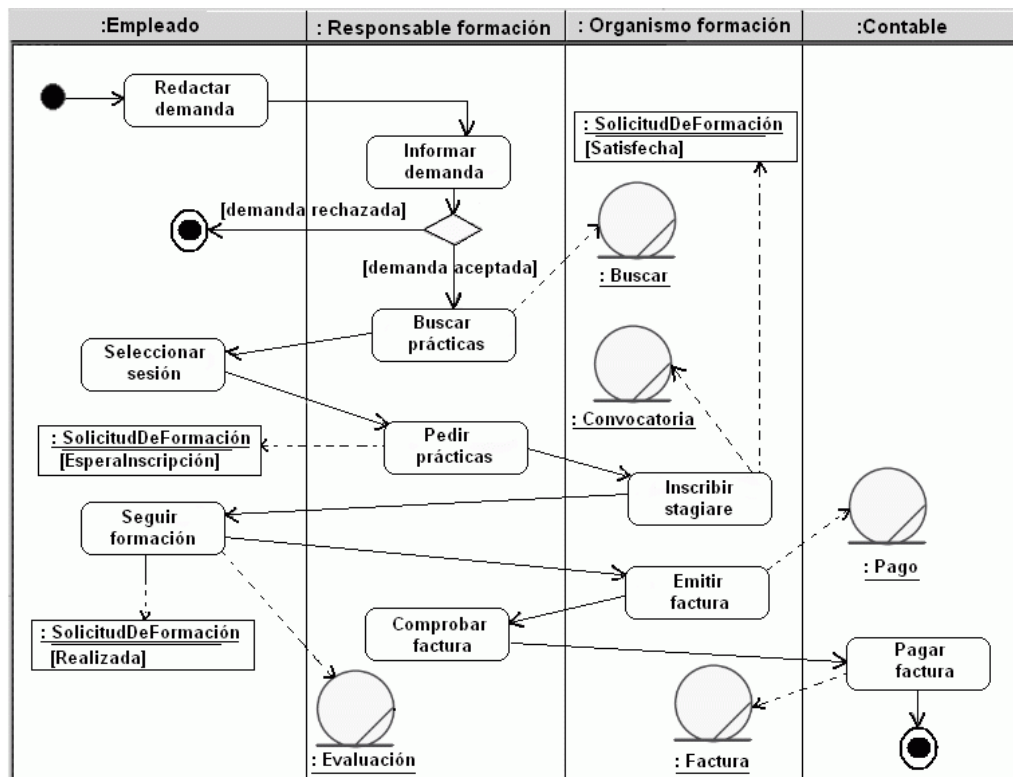 :Empleado
: Responsable formación
: Organismo formación
:Contable
Redactar
demanda
Informar
demanda
: SolicitudDeFormación
[Satisfecha]
[demanda rechazada]
[demanda aceptada]
: Buscar
Buscar
prácticas
Seleccionar
sesión
: Convocatoria
: SolicitudDeFormación
[EsperaInscripción]
Pedir
prácticas
Inscribir
stagiare
Seguir
formación
: Pago
Emitir
factura
Comprobar
factura
: SolicitudDeFormación
[Realizada]
Pagar
factura
: Evaluación
: Factura